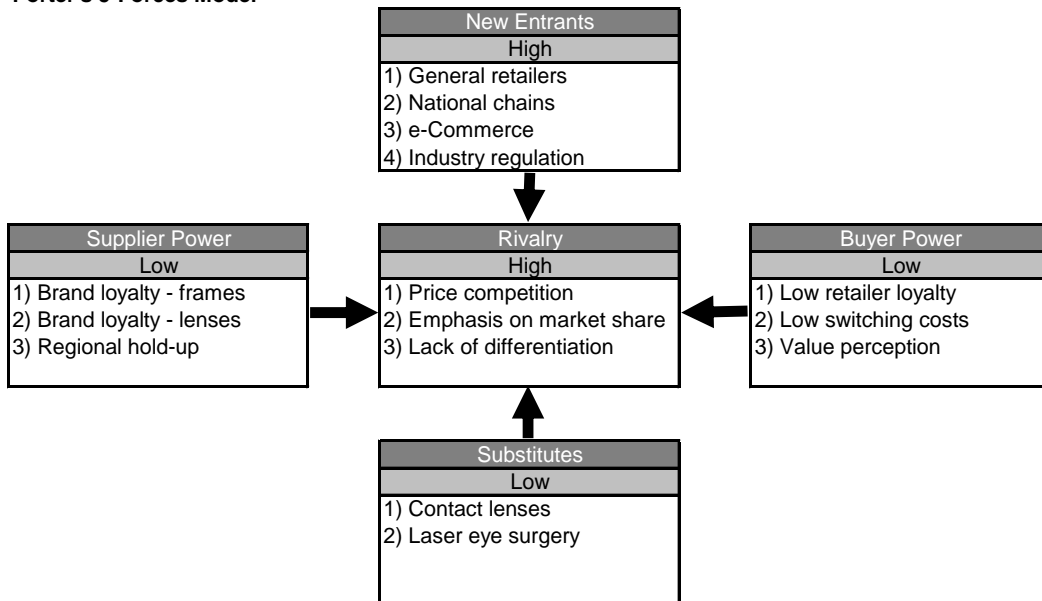 Porter's 5 Forces Model
New Entrants
High
1) General retailers
2) National chains
3) e-Commerce
4) Industry regulation
Supplier Power
Low
1) Brand loyalty - frames
2) Brand loyalty - lenses
3) Regional hold-up
Rivalry
High
1) Price competition
2) Emphasis on market share
3) Lack of differentiation
Buyer Power
Low
1) Low retailer loyalty
2) Low switching costs
3) Value perception
Substitutes
Low
1) Contact lenses
2) Laser eye surgery